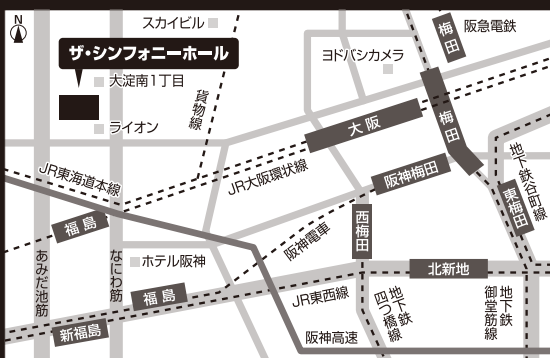 N
スカイビル
ザ・シンフォニーホール
大淀南1丁目
ライオン
貨物線
ヨドバシカメラ
梅田
阪急電鉄
大阪
梅田
阪神梅田
地下鉄谷町線
東梅田
JR東海道本線
JR大阪環状線
福島
西梅田
阪神電車
あみだ池筋
なにわ筋
ホテル阪神
北新地
福島
新福島
JR東西線
地下鉄
四つ橋線
地下鉄
御堂筋線
阪神高速